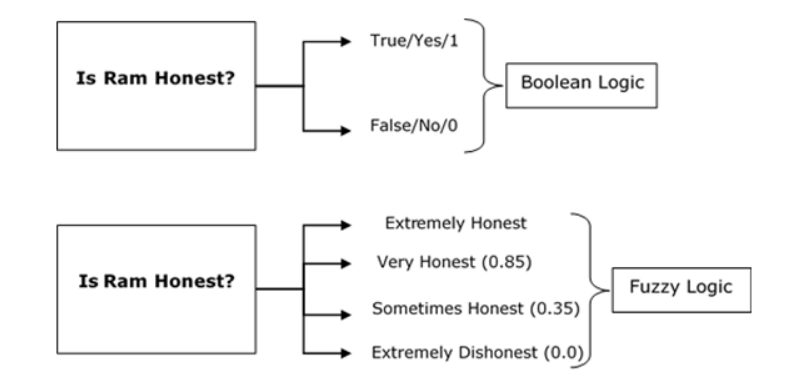 Is Ram Honest?
True/Yes/1
False/No/0
Boolean Logic
Is Ram Honest?
Extremely Honest
Very Honest (0.85)
Sometimes Honest (0.35)
Extremely Dishonest (0.0)
Fuzzy Logic